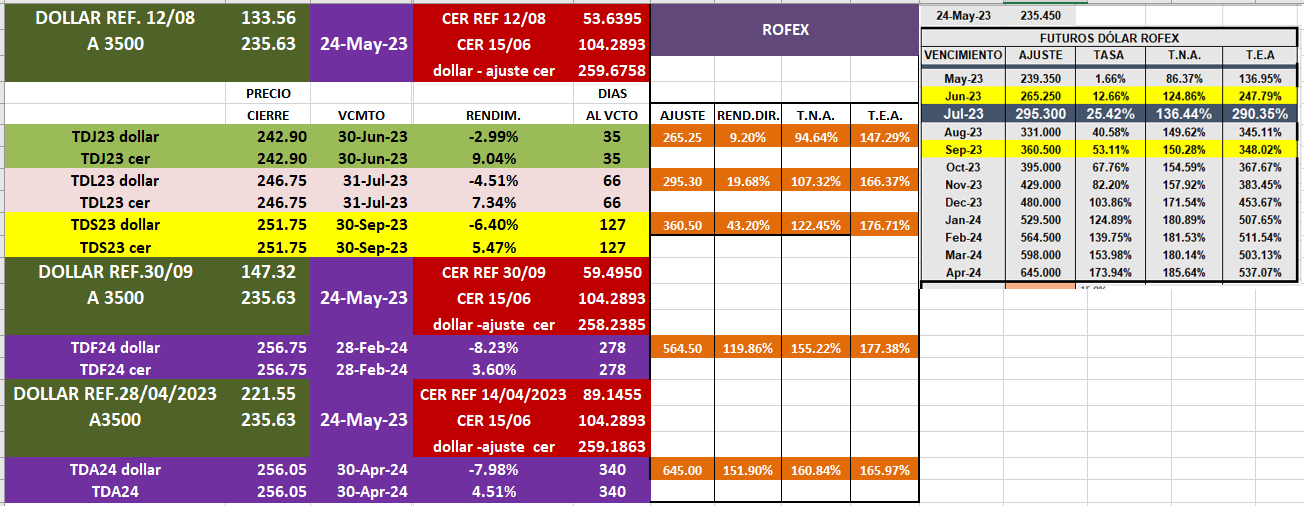 DOLLAR REF. 12/08 133.56 24-May-23 CER REF 12/08 53.6395 ROFEX
A 3500 235.63 CER 15/06 104.2893
dollar - ajuste cer 259.6758
PRECIO DIAS
CIERRE VCMTO RENDIM. AL VCTO AJUSTE REND.DIR. T.N.A. T.E.A.
TDJ23 dollar 242.90 30-Jun-23 -2.99% 35 265.25 9.20% 94.64% 147.29%
TDJ23 cer 242.90 30-Jun-23 9.04% 35
TDL23 dollar 246.75 31-Jul-23 -4.51% 66 295.30 19.68% 107.32% 166.37%
TDL23 cer 246.75 31-Jul-23 7.34% 66
TDS23 dollar 251.75 30-Sep-23 -6.40% 127 360.50 43.20% 122.45% 176.71%
TDS23 cer 251.75 30-Sep-23 5.47% 127
DOLLAR REF.30/09 147.32 CER REF 30/09 59.4950
A 3500 235.63 24-May-23 CER 15/06 104.2893
dollar -ajuste cer 258.2385
TDF24 dollar 256.75 28-Feb-24 -8.23% 278 564.50 119.86% 155.22% 177.38%
TDF24 cer 256.75 28-Feb-24 3.60% 278
DOLLAR REF.28/04/2023 221.55 CER REF 14/04/2023 89.1455
A3500 235.63 24-May-23 CER 15/06 104.2893
dollar -ajuste cer 259.1863
TDA24 dollar 256.05 30-Apr-24 -7.98% 340 645.00 151.90% 160.84% 165.97%
TDA24 256.05 30-Apr-24 4.51% 340
24-May-23 235.450
FUTUROS DÓLAR ROFEX
VENCIMIENTO AJUSTE TASA T.N.A. T.E.A
May-23 239.350 1.66% 86.37% 136.95%
Jun-23 265.250 12.66% 124.86% 247.79%
Jul-23 295.300 25.42% 136.44% 290.35%
Aug-23 331.000 40.58% 149.62% 345.11%
Sep-23 360.500 53.11% 150.28% 348.02%
Oct-23 395.000 67.76% 154.59% 367.67%
Nov-23 429.000 82.20% 157.92% 383.45%
Dec-23 480.000 103.86% 171.54% 453.67%
Jan-24 529.500 124.89% 180.89% 507.65%
Feb-24 564.500 139.75% 181.53% 511.54%
Mar-24 598.000 153.98% 180.14% 503.13%
Apr-24 645.000 173.94% 185.64% 537.07%